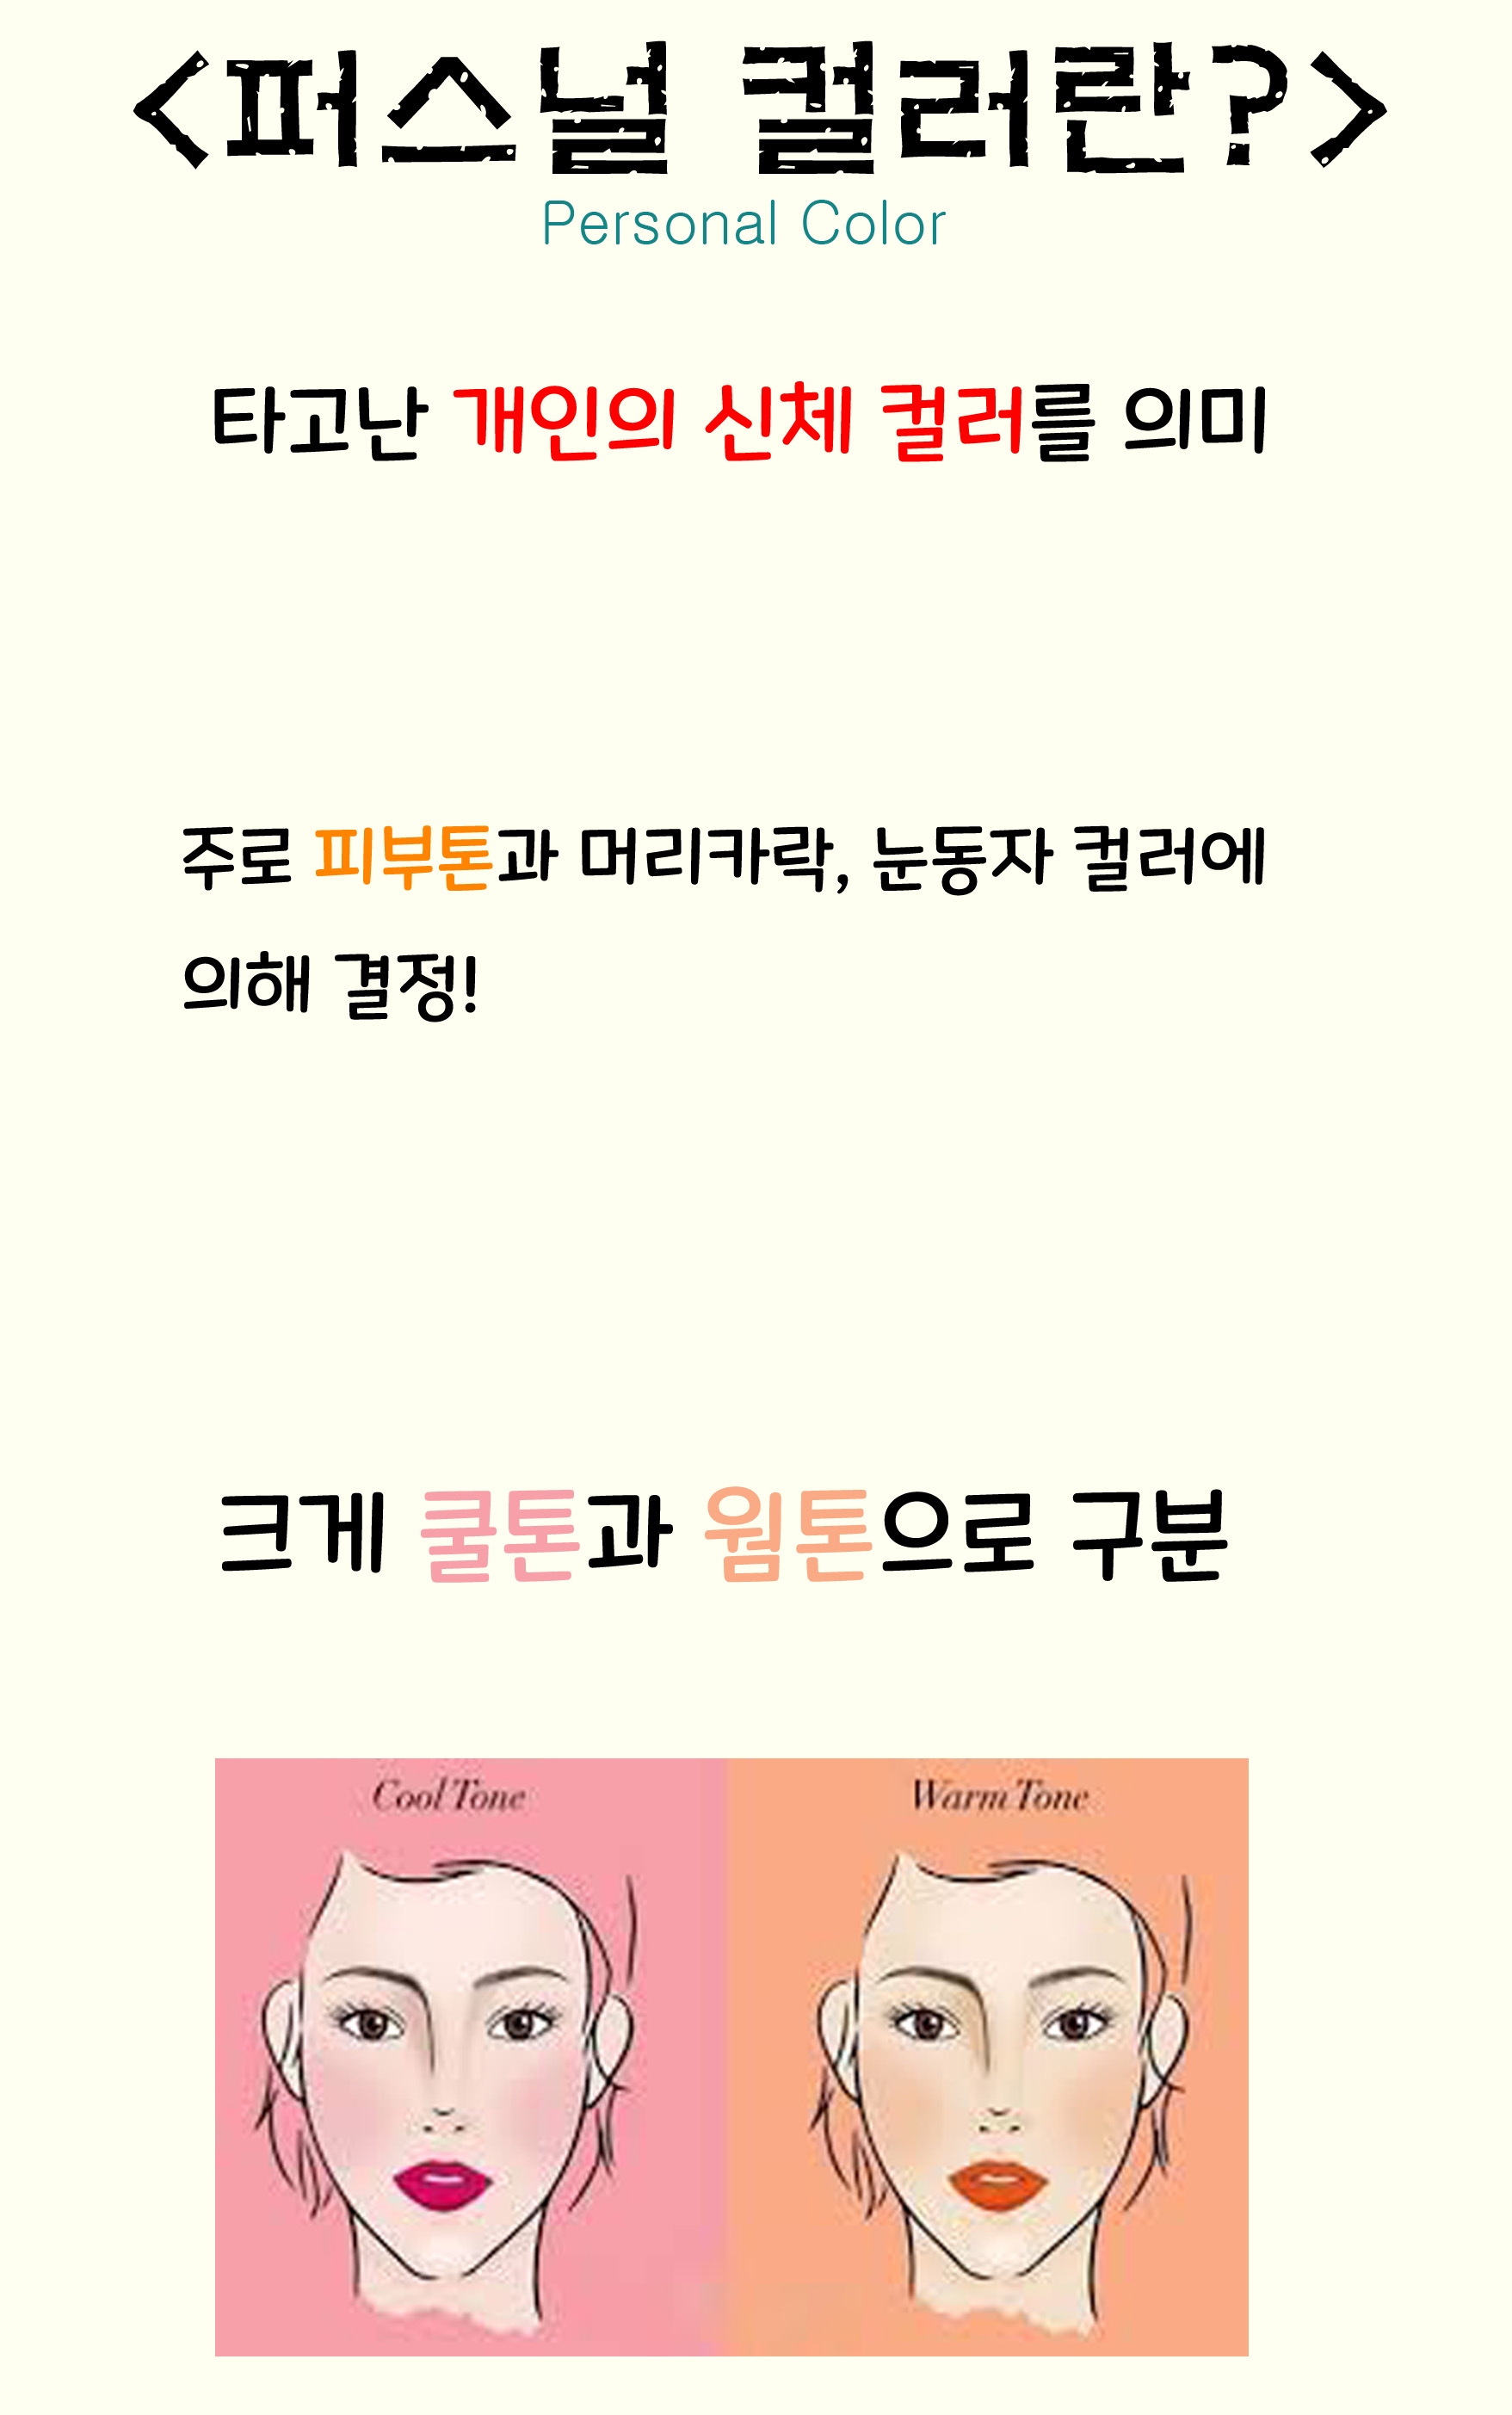 <퍼스널 컬러란?>
Personal Color
타고난 개인의 신체 컬러를 의미
주로 피부톤과 머리카락, 눈동자 컬러에
의해 결정!
크게 쿨톤과 웜톤으로 구분
Cool Tone
Warm Tone